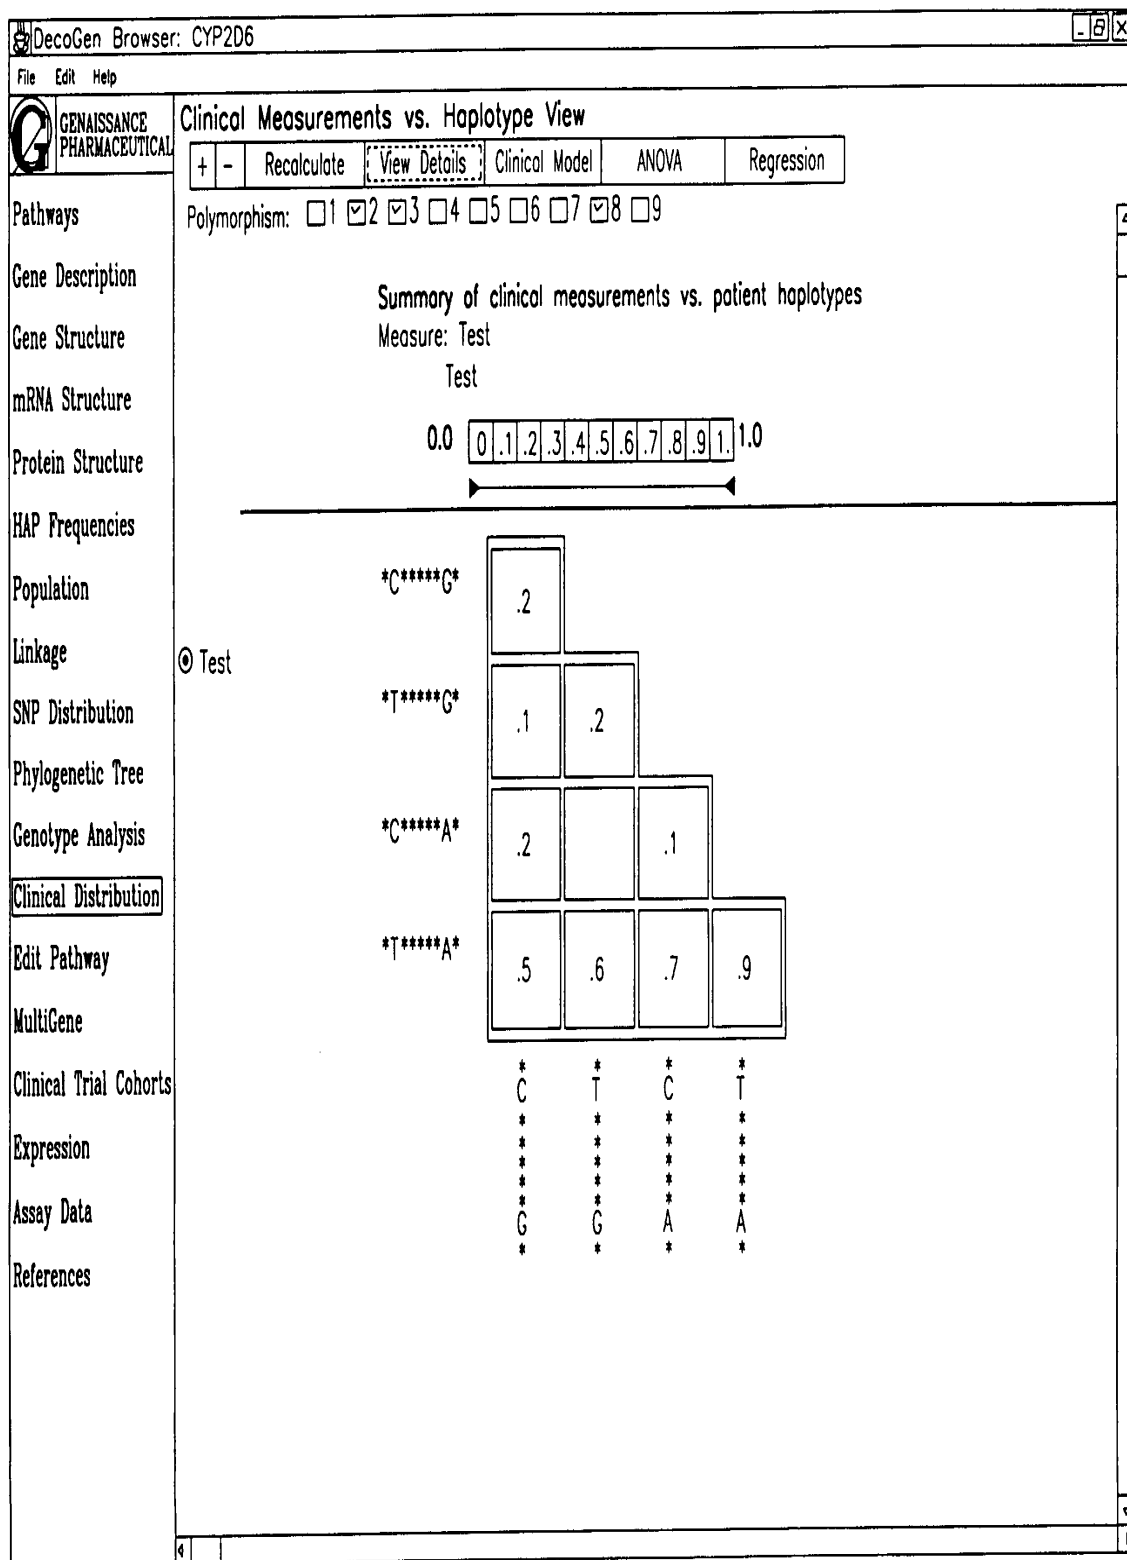 DecoGen Browser: CYP2D6
File Edit Help
GENAISSANCE
PHARMACEUTICAL
Clinical Measurements vs. Haplotype View
+ - Recalculate View Details Clinical Model ANOVA Regression
Polymorphism: 1 2 3 4 5 6 7 8 9
Pathways
Gene Description
Gene Structure
mRNA Structure
Protein Structure
HAP Frequencies
Population
Linkage
SNP Distribution
Phylogenetic Tree
Genotype Analysis
Clinical Distribution
Edit Pathway
MultiGene
Clinical Trial Cohorts
Expression
Assay Data
References
Summary of clinical measurements vs. patient haplotypes
Measure: Test
Test
0.0 0 .1 .2 .3 .4 .5 .6 .7 .8 .9 1. 1.0
Test
*C*****G* .2
*T*****G* .1 .2
*C*****A* .2 .1
*T*****A* .5 .6 .7 .9
* * * *
C T C T
* * * *
* * * *
* * * *
* * * *
* * * *
G G A A
* * * *